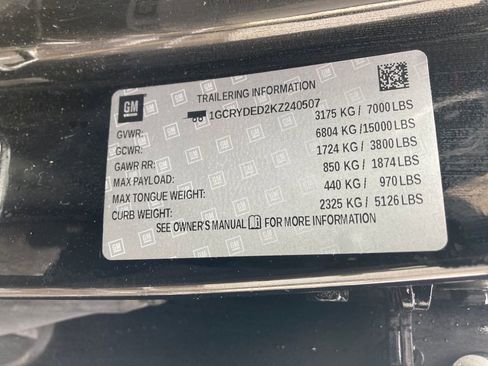 GM
TRAILERING INFORMATION
1GCRYDED2KZ240507
GVWR: 3175 KG / 7000 LBS
GCWR: 6804 KG /15000 LBS
GAWR RR: 1724 KG / 3800 LBS
MAX PAYLOAD: 850 KG / 1874 LBS
MAX TONGUE WEIGHT: 440 KG / 970 LBS
CURB WEIGHT: 2325 KG / 5126 LBS
SEE OWNER'S MANUAL FOR MORE INFORMATION